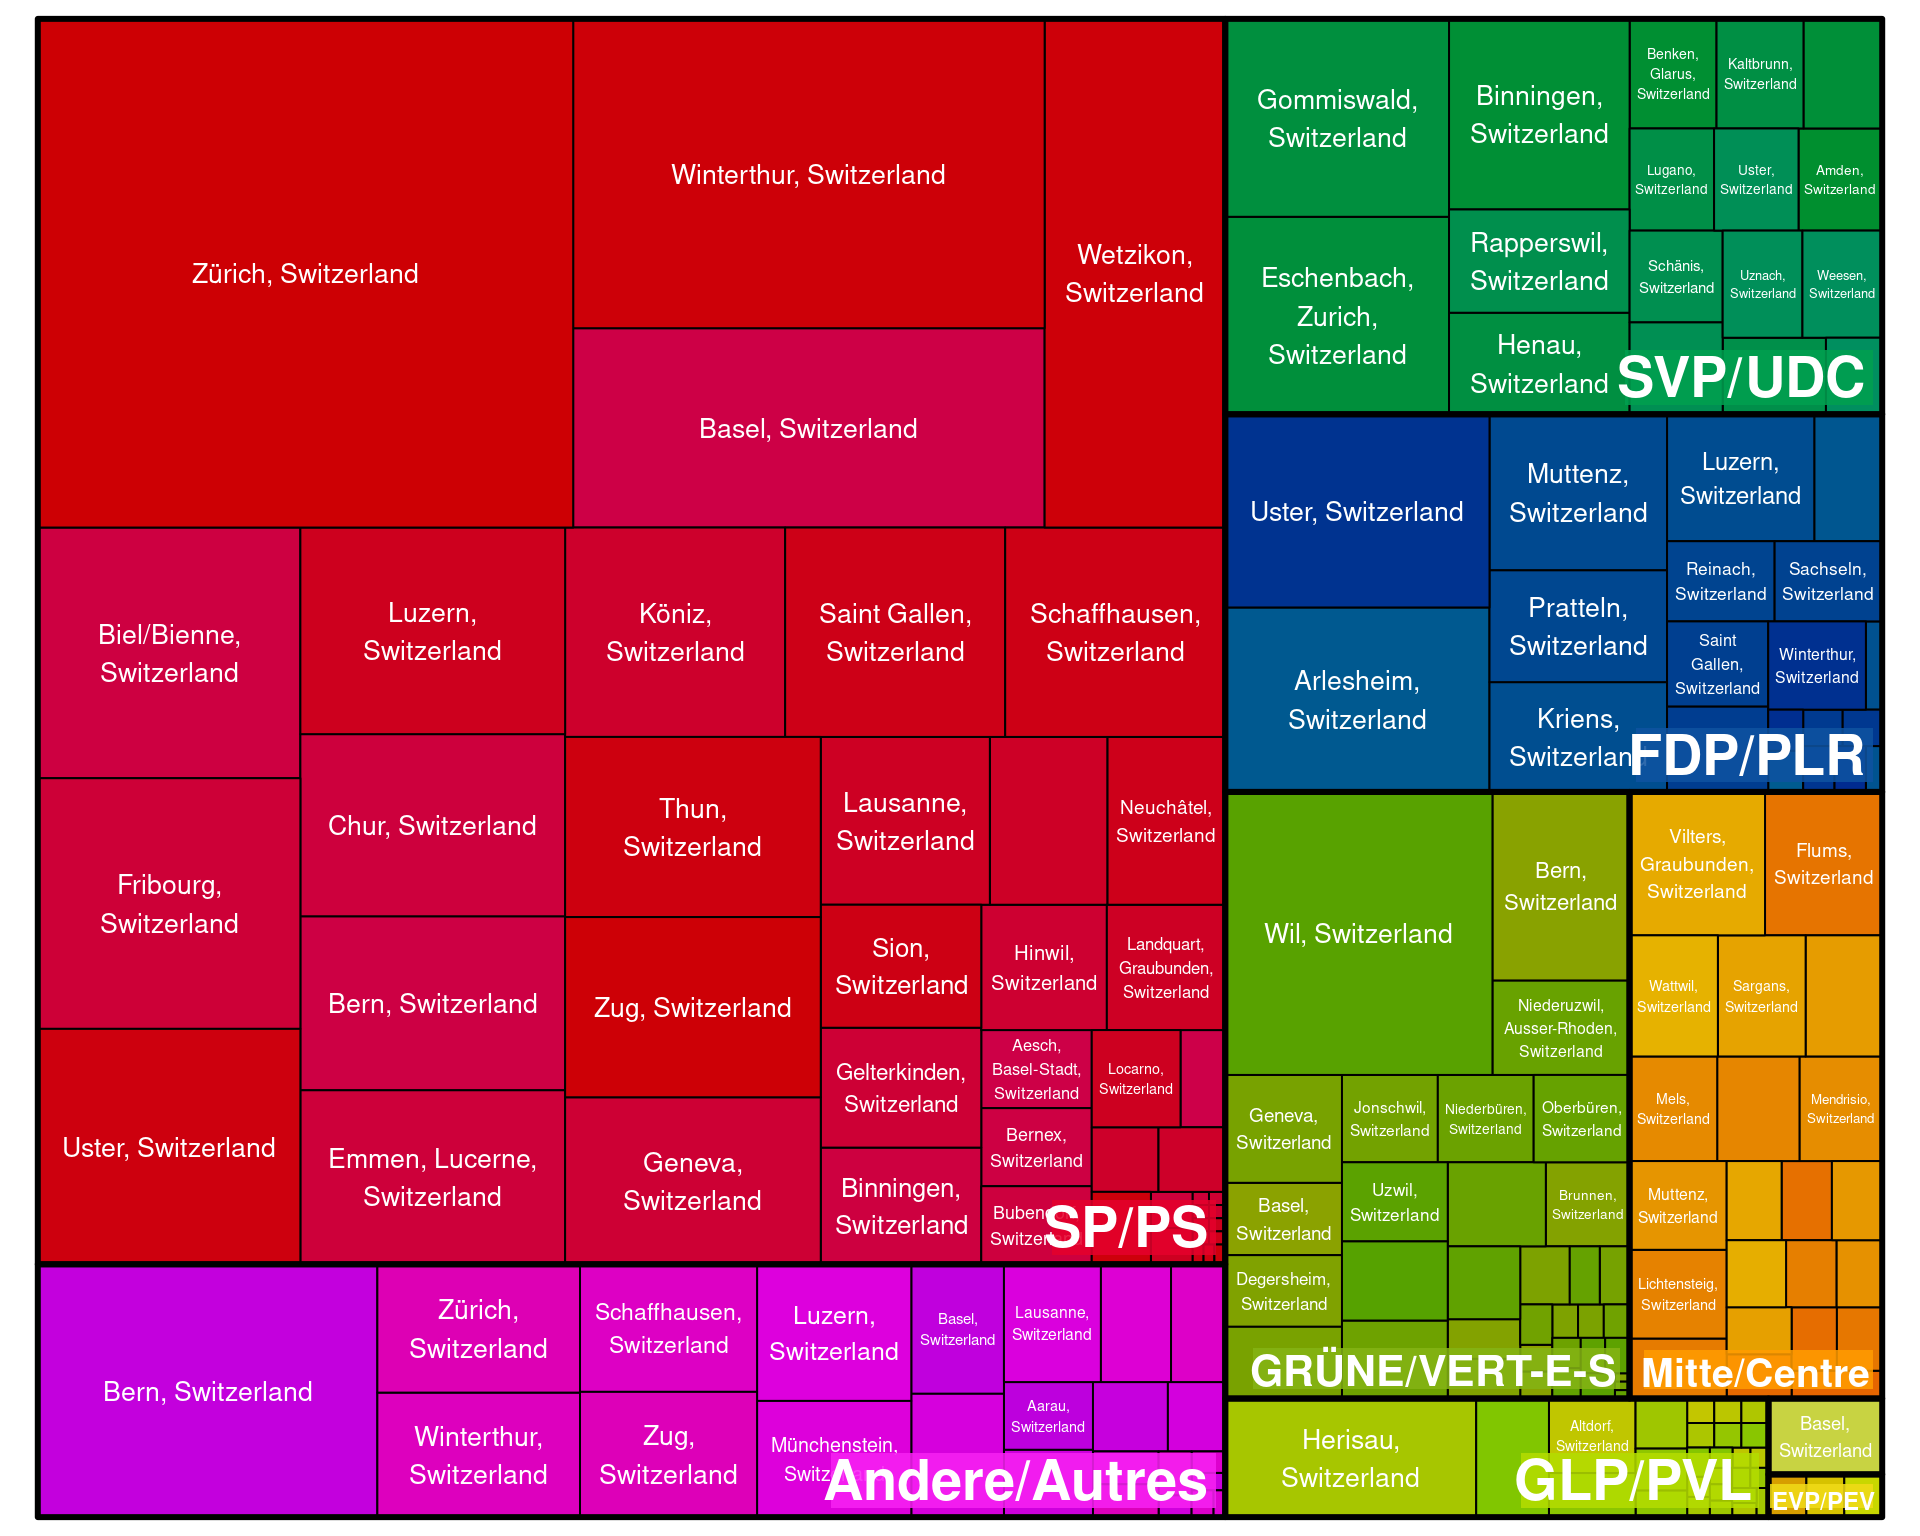 Zürich, Switzerland
Winterthur, Switzerland
Wetzikon,
Switzerland
Basel, Switzerland
Biel/Bienne,
Switzerland
Luzern,
Switzerland
Köniz,
Switzerland
Saint Gallen,
Switzerland
Schaffhausen,
Switzerland
Chur, Switzerland
Thun,
Switzerland
Lausanne,
Switzerland
Neuchâtel,
Switzerland
Fribourg,
Switzerland
Bern, Switzerland
Zug, Switzerland
Sion,
Switzerland
Hinwil,
Switzerland
Landquart,
Graubunden,
Switzerland
Uster, Switzerland
Emmen, Lucerne,
Switzerland
Geneva,
Switzerland
Gelterkinden,
Switzerland
Aesch,
Basel-Stadt,
Switzerland
Locarno,
Switzerland
Binningen,
Switzerland
Bernex,
Switzerland
SP/PS
Bern, Switzerland
Zürich,
Switzerland
Schaffhausen,
Switzerland
Luzern,
Switzerland
Basel,
Switzerland
Lausanne,
Switzerland
Winterthur,
Switzerland
Zug,
Switzerland
Münchenstein,
Aarau,
Switzerland
Andere/Autres
Gommiswald,
Switzerland
Binningen,
Switzerland
Benken,
Glarus,
Switzerland
Kaltbrunn,
Switzerland
Lugano,
Switzerland
Uster,
Switzerland
Amden,
Switzerland
Eschenbach,
Zurich,
Switzerland
Rapperswil,
Switzerland
Schänis,
Switzerland
Uznach,
Switzerland
Weesen,
Switzerland
Henau,
Switzerland
SVP/UDC
Uster, Switzerland
Muttenz,
Switzerland
Luzern,
Switzerland
Reinach,
Switzerland
Sachseln,
Switzerland
Arlesheim,
Switzerland
Pratteln,
Switzerland
Saint
Gallen,
Switzerland
Winterthur,
Switzerland
Kriens,
Switzerland
FDP/PLR
Wil, Switzerland
Bern,
Switzerland
Niederuzwil,
Ausser-Rhoden,
Switzerland
Geneva,
Switzerland
Jonschwil,
Switzerland
Niederbüren,
Switzerland
Oberbüren,
Switzerland
Basel,
Switzerland
Uzwil,
Switzerland
Brunnen,
Switzerland
Degersheim,
Switzerland
GRÜNE/VERT-E-S
Vilters,
Graubunden,
Switzerland
Flums,
Switzerland
Wattwil,
Switzerland
Sargans,
Switzerland
Mels,
Switzerland
Mendrisio,
Switzerland
Muttenz,
Switzerland
Lichtensteig,
Switzerland
Mitte/Centre
Herisau,
Switzerland
Altdorf,
Switzerland
GLP/PVL
Basel,
Switzerland
EVP/PEV